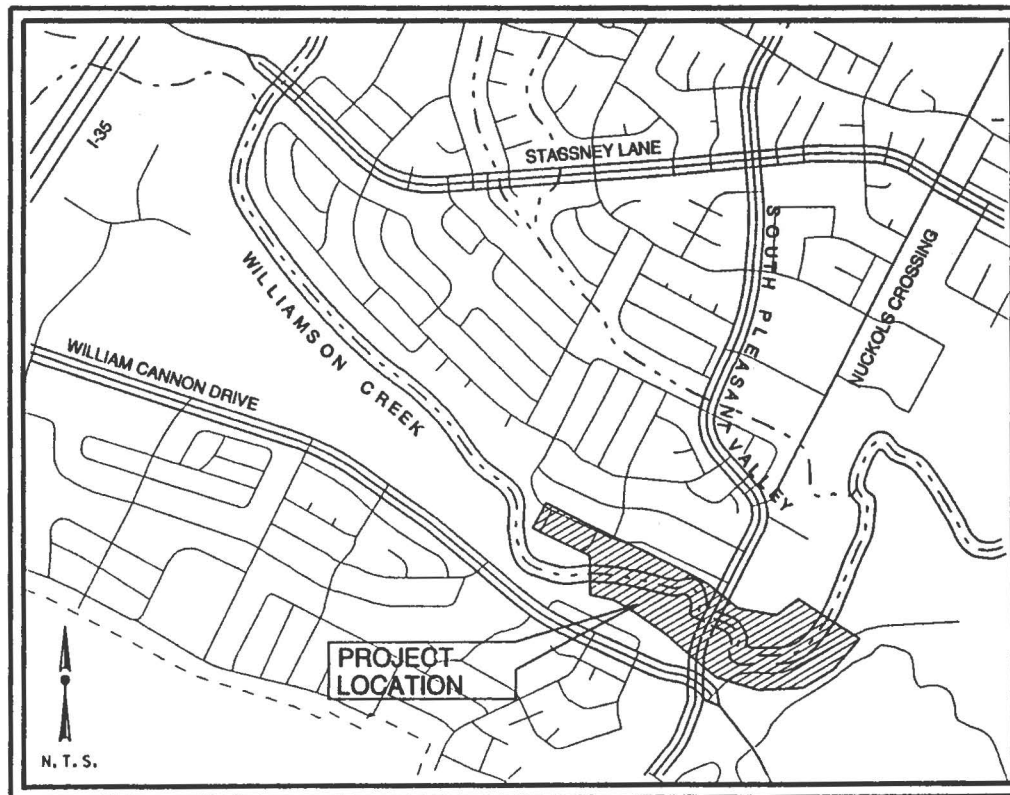 I-35
STASSNEY LANE
SOUTH PLEASANT VALLEY
NUCKOLS CROSSING
WILLIAMSON CREEK
WILLIAM CANNON DRIVE
PROJECT
LOCATION
N. T. S.